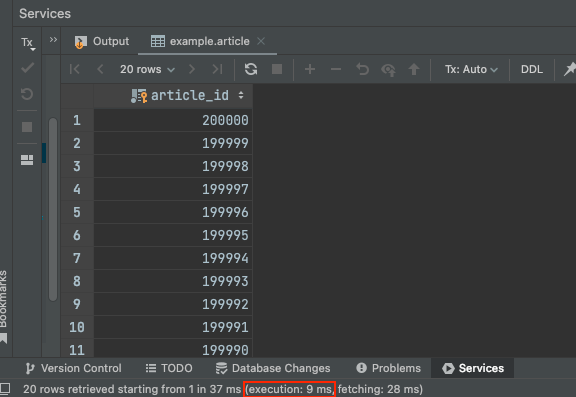 Services
Tx
Output
example.article
20 rows
Tx: Auto
DDL
article_id
1 200000
2 199999
3 199998
4 199997
5 199996
6 199995
7 199994
8 199993
9 199992
10 199991
11 199990
Bookmarks
Version Control
TODO
Database Changes
Problems
Services
20 rows retrieved starting from 1 in 37 ms (execution: 9 ms, fetching: 28 ms)